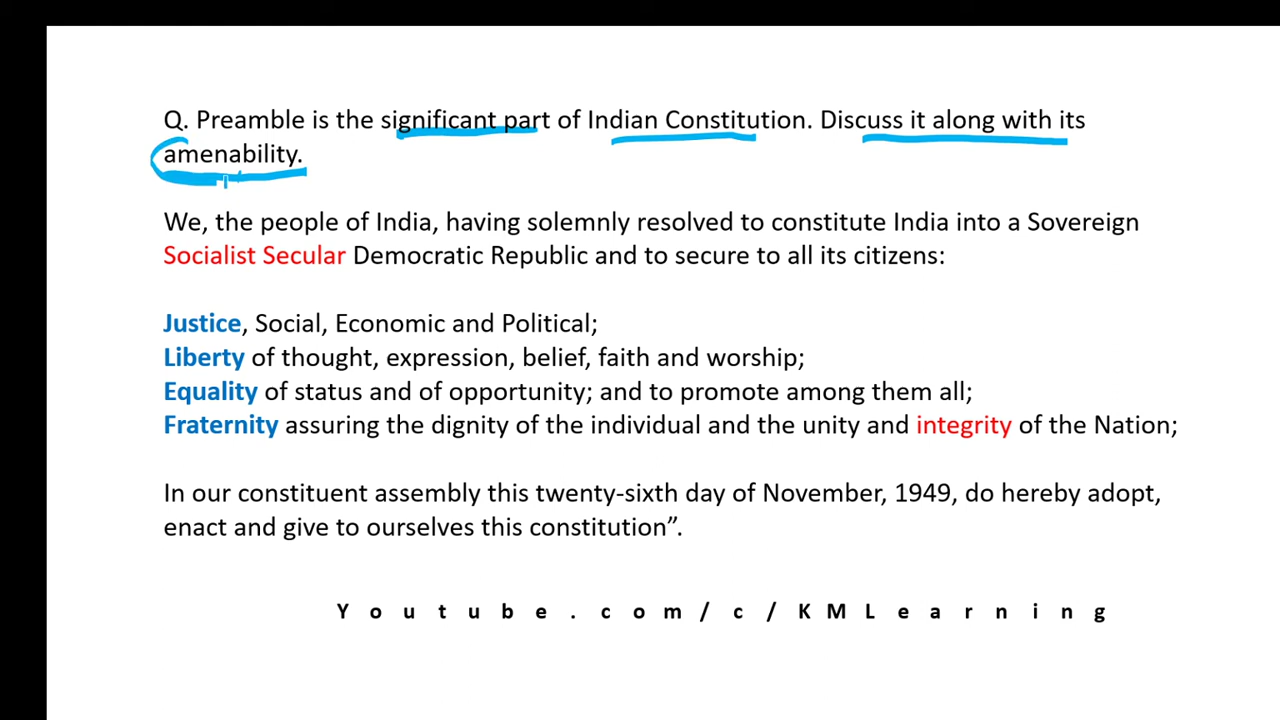 Q. Preamble is the significant part of Indian Constitution. Discuss it along with its
amenability.
We, the people of India, having solemnly resolved to constitute India into a Sovereign
Socialist Secular Democratic Republic and to secure to all its citizens:
Justice, Social, Economic and Political;
Liberty of thought, expression, belief, faith and worship;
Equality of status and of opportunity; and to promote among them all;
Fraternity assuring the dignity of the individual and the unity and integrity of the Nation;
In our constituent assembly this twenty-sixth day of November, 1949, do hereby adopt,
enact and give to ourselves this constitution”.
Youtube.com/c/KMLearning